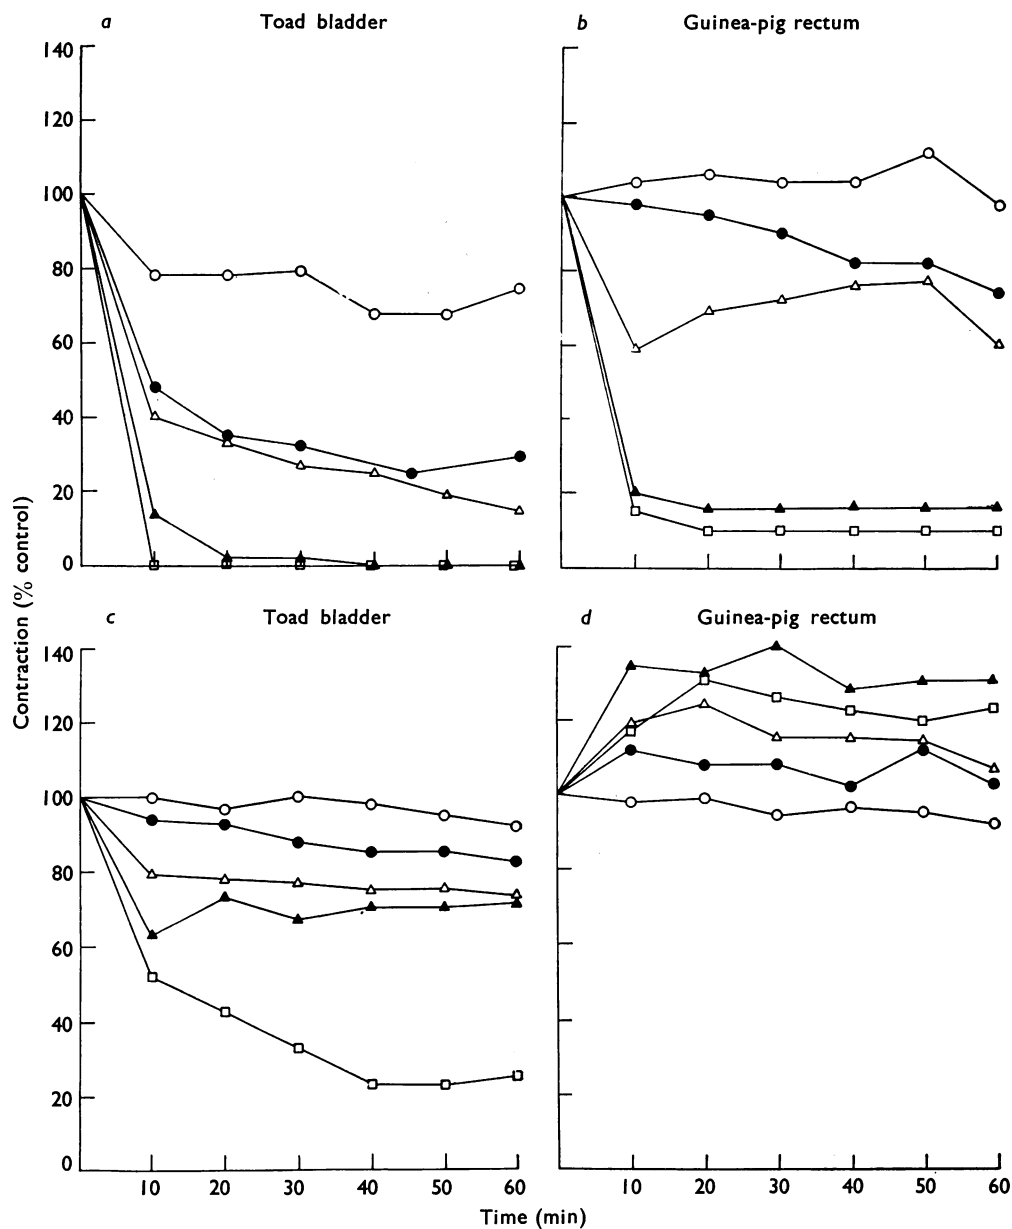 a Toad bladder
b Guinea-pig rectum
140
120
100
80
60
40
20
0
c Toad bladder
d Guinea-pig rectum
140
120
100
80
60
40
20
0
10 20 30 40 50 60
10 20 30 40 50 60
Contraction (% control)
Time (min)